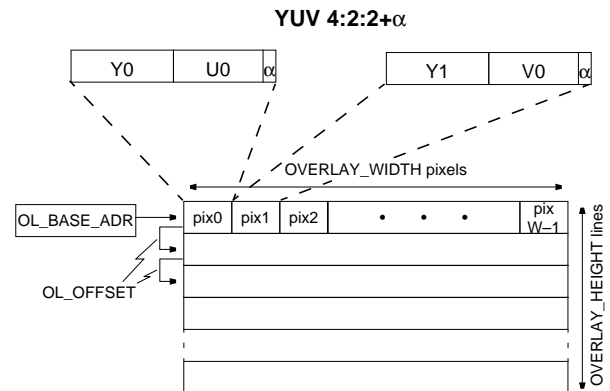 YUV 4:2:2+α
Y0 U0 α
Y1 V0 α
OVERLAY_WIDTH pixels
OL_BASE_ADR
pix0 pix1 pix2 • • • pix
W–1
OL_OFFSET
OVERLAY_HEIGHT lines